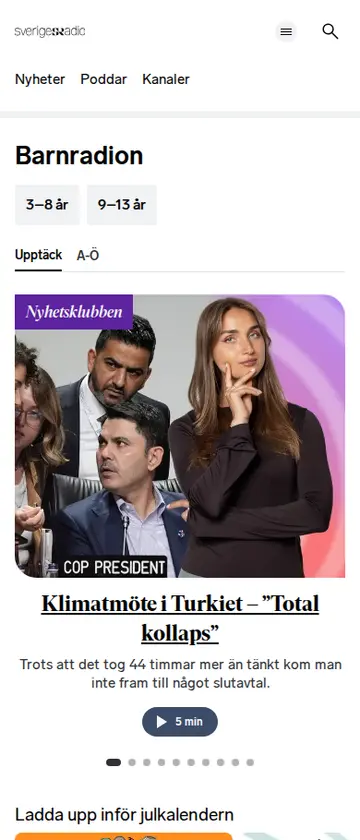 sverigesradio
Nyheter Poddar Kanaler
Barnradion
3–8 år 9–13 år
Upptäck A-Ö
Nyhetsklubben
COP PRESIDENT
Klimatmöte i Turkiet – ”Total
kollaps”
Trots att det tog 44 timmar mer än tänkt kom man
inte fram till något slutavtal.
5 min
Ladda upp inför julkalendern